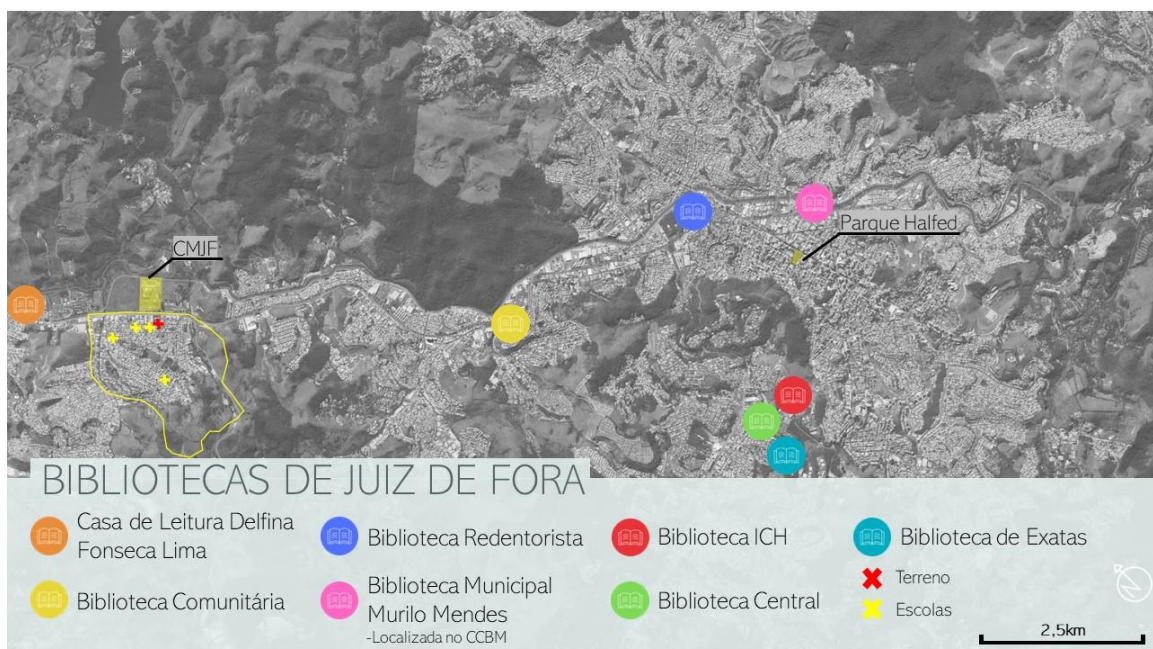 CMJF
Parque Halfed
BIBLIOTECAS DE JUIZ DE FORA
Casa de Leitura Delfina
Fonseca Lima
Biblioteca Comunitária
Biblioteca Redentorista
Biblioteca Municipal
Murilo Mendes
-Localizada no CCBM
Biblioteca ICH
Biblioteca Central
Biblioteca de Exatas
Terreno
Escolas
2,5km